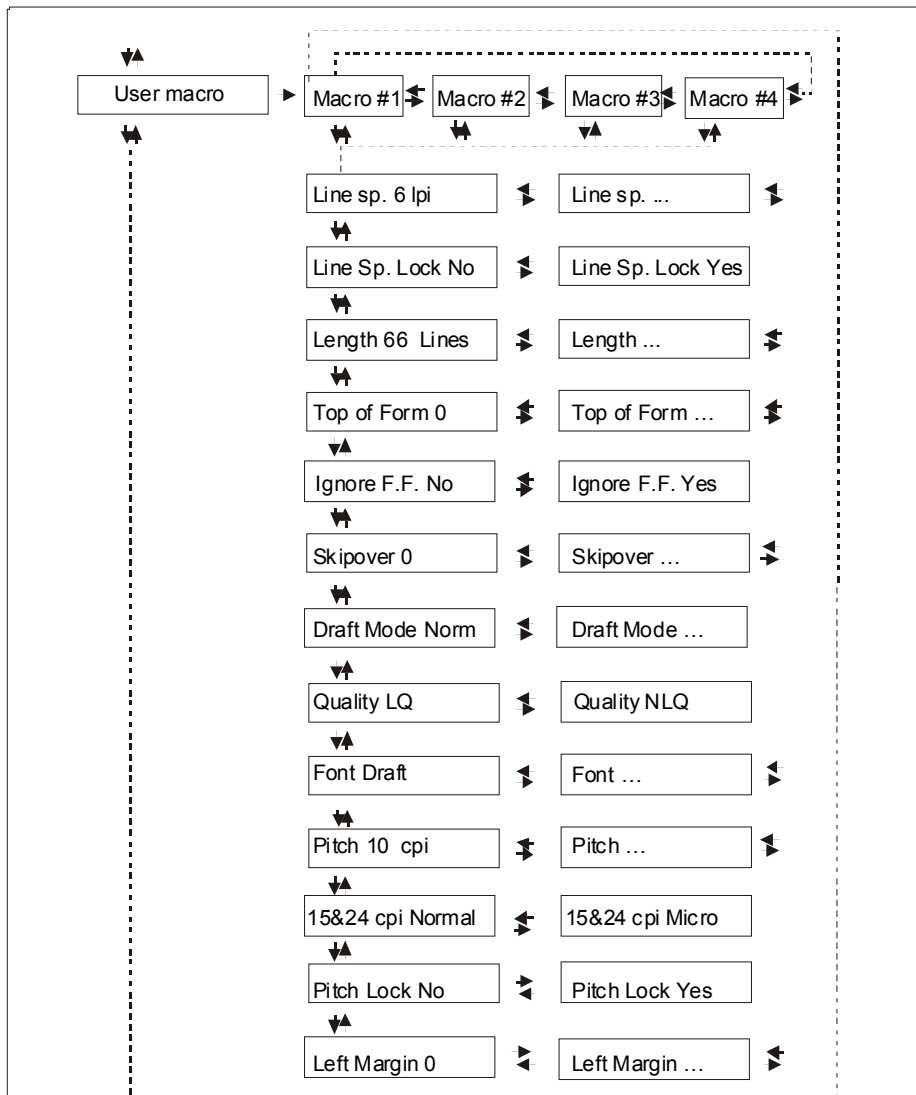 User macro Macro #1 Macro #2 Macro #3 Macro #4
Line sp. 6 lpi Line sp. ...
Line Sp. Lock No Line Sp. Lock Yes
Length 66 Lines Length ...
Top of Form 0 Top of Form ...
Ignore F.F. No Ignore F.F. Yes
Skipover 0 Skipover ...
Draft Mode Norm Draft Mode ...
Quality LQ Quality NLQ
Font Draft Font ...
Pitch 10 cpi Pitch ...
15&24 cpi Normal 15&24 cpi Micro
Pitch Lock No Pitch Lock Yes
Left Margin 0 Left Margin ...